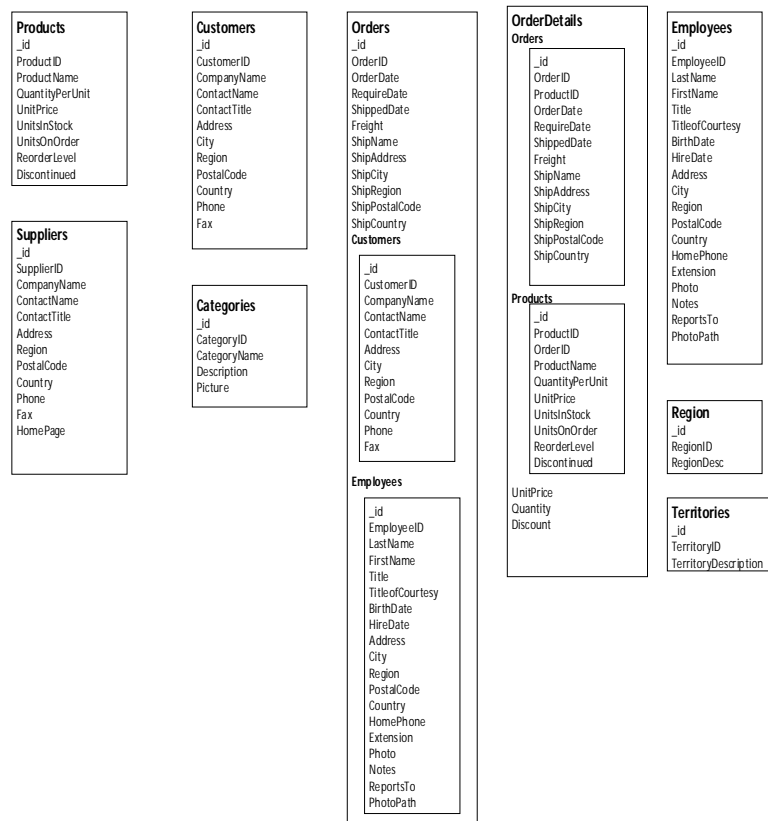 Products
_id
ProductID
ProductName
QuantityPerUnit
UnitPrice
UnitsInStock
UnitsOnOrder
ReorderLevel
Discontinued
Suppliers
_id
SupplierID
CompanyName
ContactName
ContactTitle
Address
Region
PostalCode
Country
Phone
Fax
HomePage
Customers
_id
CustomerID
CompanyName
ContactName
ContactTitle
Address
City
Region
PostalCode
Country
Phone
Fax
Categories
_id
CategoryID
CategoryName
Description
Picture
Orders
_id
OrderID
OrderDate
RequireDate
ShippedDate
Freight
ShipName
ShipAddress
ShipCity
ShipRegion
ShipPostalCode
ShipCountry
Customers
_id
CustomerID
CompanyName
ContactName
ContactTitle
Address
City
Region
PostalCode
Country
Phone
Fax
Employees
_id
EmployeeID
LastName
FirstName
Title
TitleofCourtesy
BirthDate
HireDate
Address
City
Region
PostalCode
Country
HomePhone
Extension
Photo
Notes
ReportsTo
PhotoPath
OrderDetails
Orders
_id
OrderID
ProductID
OrderDate
RequireDate
ShippedDate
Freight
ShipName
ShipAddress
ShipCity
ShipRegion
ShipPostalCode
ShipCountry
Products
_id
ProductID
OrderID
ProductName
QuantityPerUnit
UnitPrice
UnitsInStock
UnitsOnOrder
ReorderLevel
Discontinued
UnitPrice
Quantity
Discount
Employees
_id
EmployeeID
LastName
FirstName
Title
TitleofCourtesy
BirthDate
HireDate
Address
City
Region
PostalCode
Country
HomePhone
Extension
Photo
Notes
ReportsTo
PhotoPath
Region
_id
RegionID
RegionDesc
Territories
_id
TerritoryID
TerritoryDescription